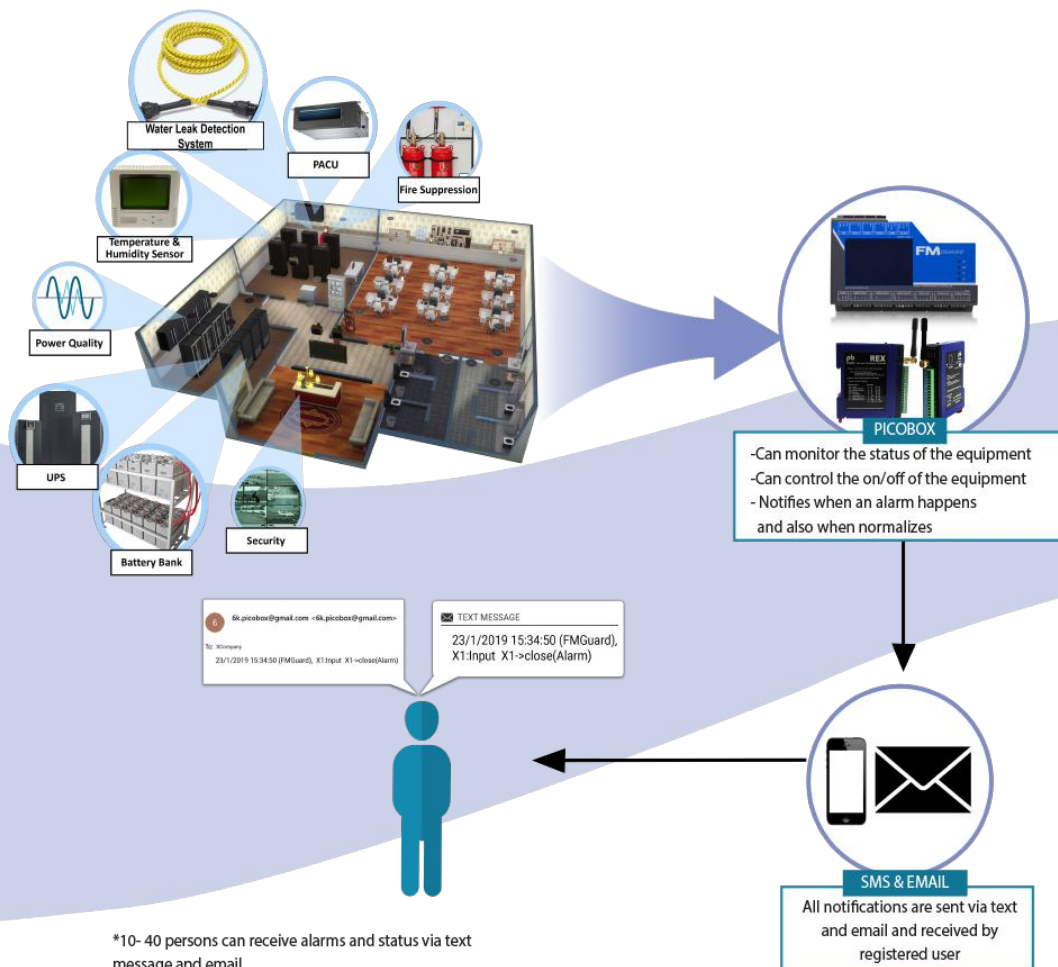 Water Leak Detection
System
PACU
Fire Suppression
Temperature &
Humidity Sensor
Power Quality
UPS
Battery Bank
Security
FM
pb
REX
PICOBOX
-Can monitor the status of the equipment
-Can control the on/off of the equipment
- Notifies when an alarm happens
and also when normalizes
6
6k.picobox@gmail.com <6k.picobox@gmail.com>
To: XCompany
23/1/2019 15:34:50 (FMGuard), X1:Input X1->close(Alarm)
TEXT MESSAGE
23/1/2019 15:34:50 (FMGuard),
X1:Input X1->close(Alarm)
SMS & EMAIL
All notifications are sent via text
and email and received by
registered user
*10- 40 persons can receive alarms and status via text
message and email